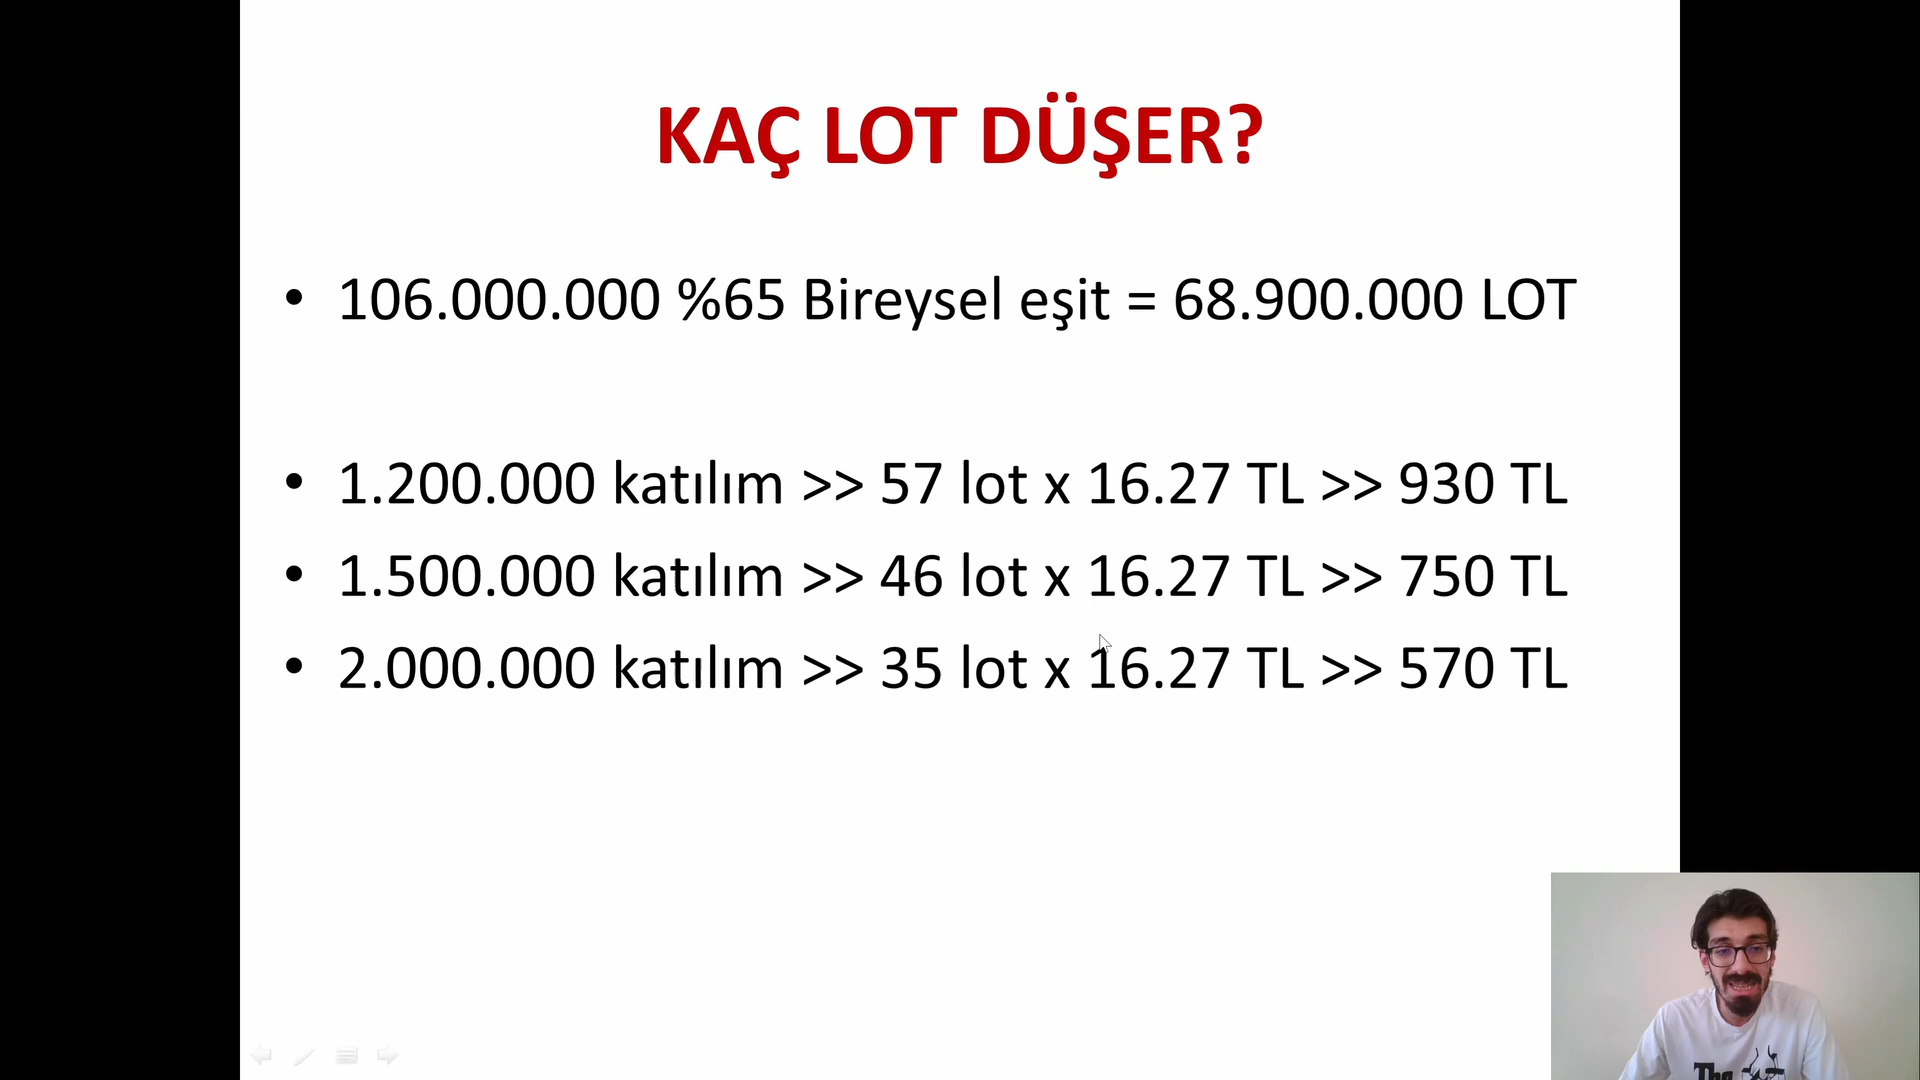 KAÇ LOT DÜŞER?
• 106.000.000 %65 Bireysel eşit = 68.900.000 LOT
• 1.200.000 katılım >> 57 lot x 16.27 TL >> 930 TL
• 1.500.000 katılım >> 46 lot x 16.27 TL >> 750 TL
• 2.000.000 katılım >> 35 lot x 16.27 TL >> 570 TL
The